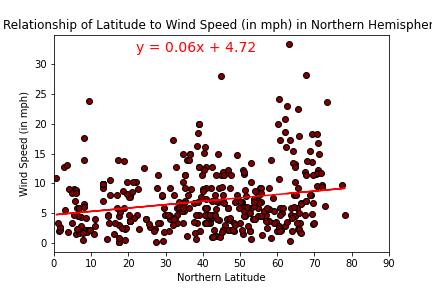 Relationship of Latitude to Wind Speed (in mph) in Northern Hemispher
y = 0.06x + 4.72
Wind Speed (in mph)
30
25
20
15
10
5
0
0 10 20 30 40 50 60 70 80 90
Northern Latitude